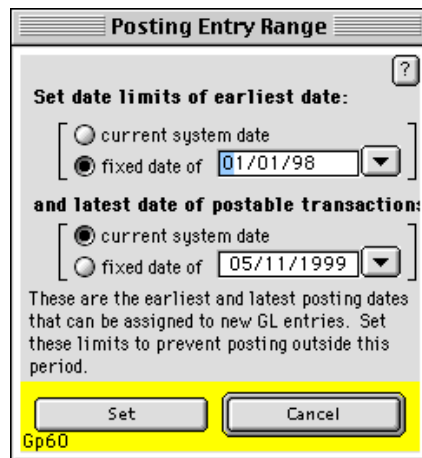 Posting Entry Range
?
Set date limits of earliest date:
current system date
fixed date of 01/01/98
and latest date of postable transactions
current system date
fixed date of 05/11/1999
These are the earliest and latest posting dates
that can be assigned to new GL entries. Set
these limits to prevent posting outside this
period.
Set Cancel
Gp60